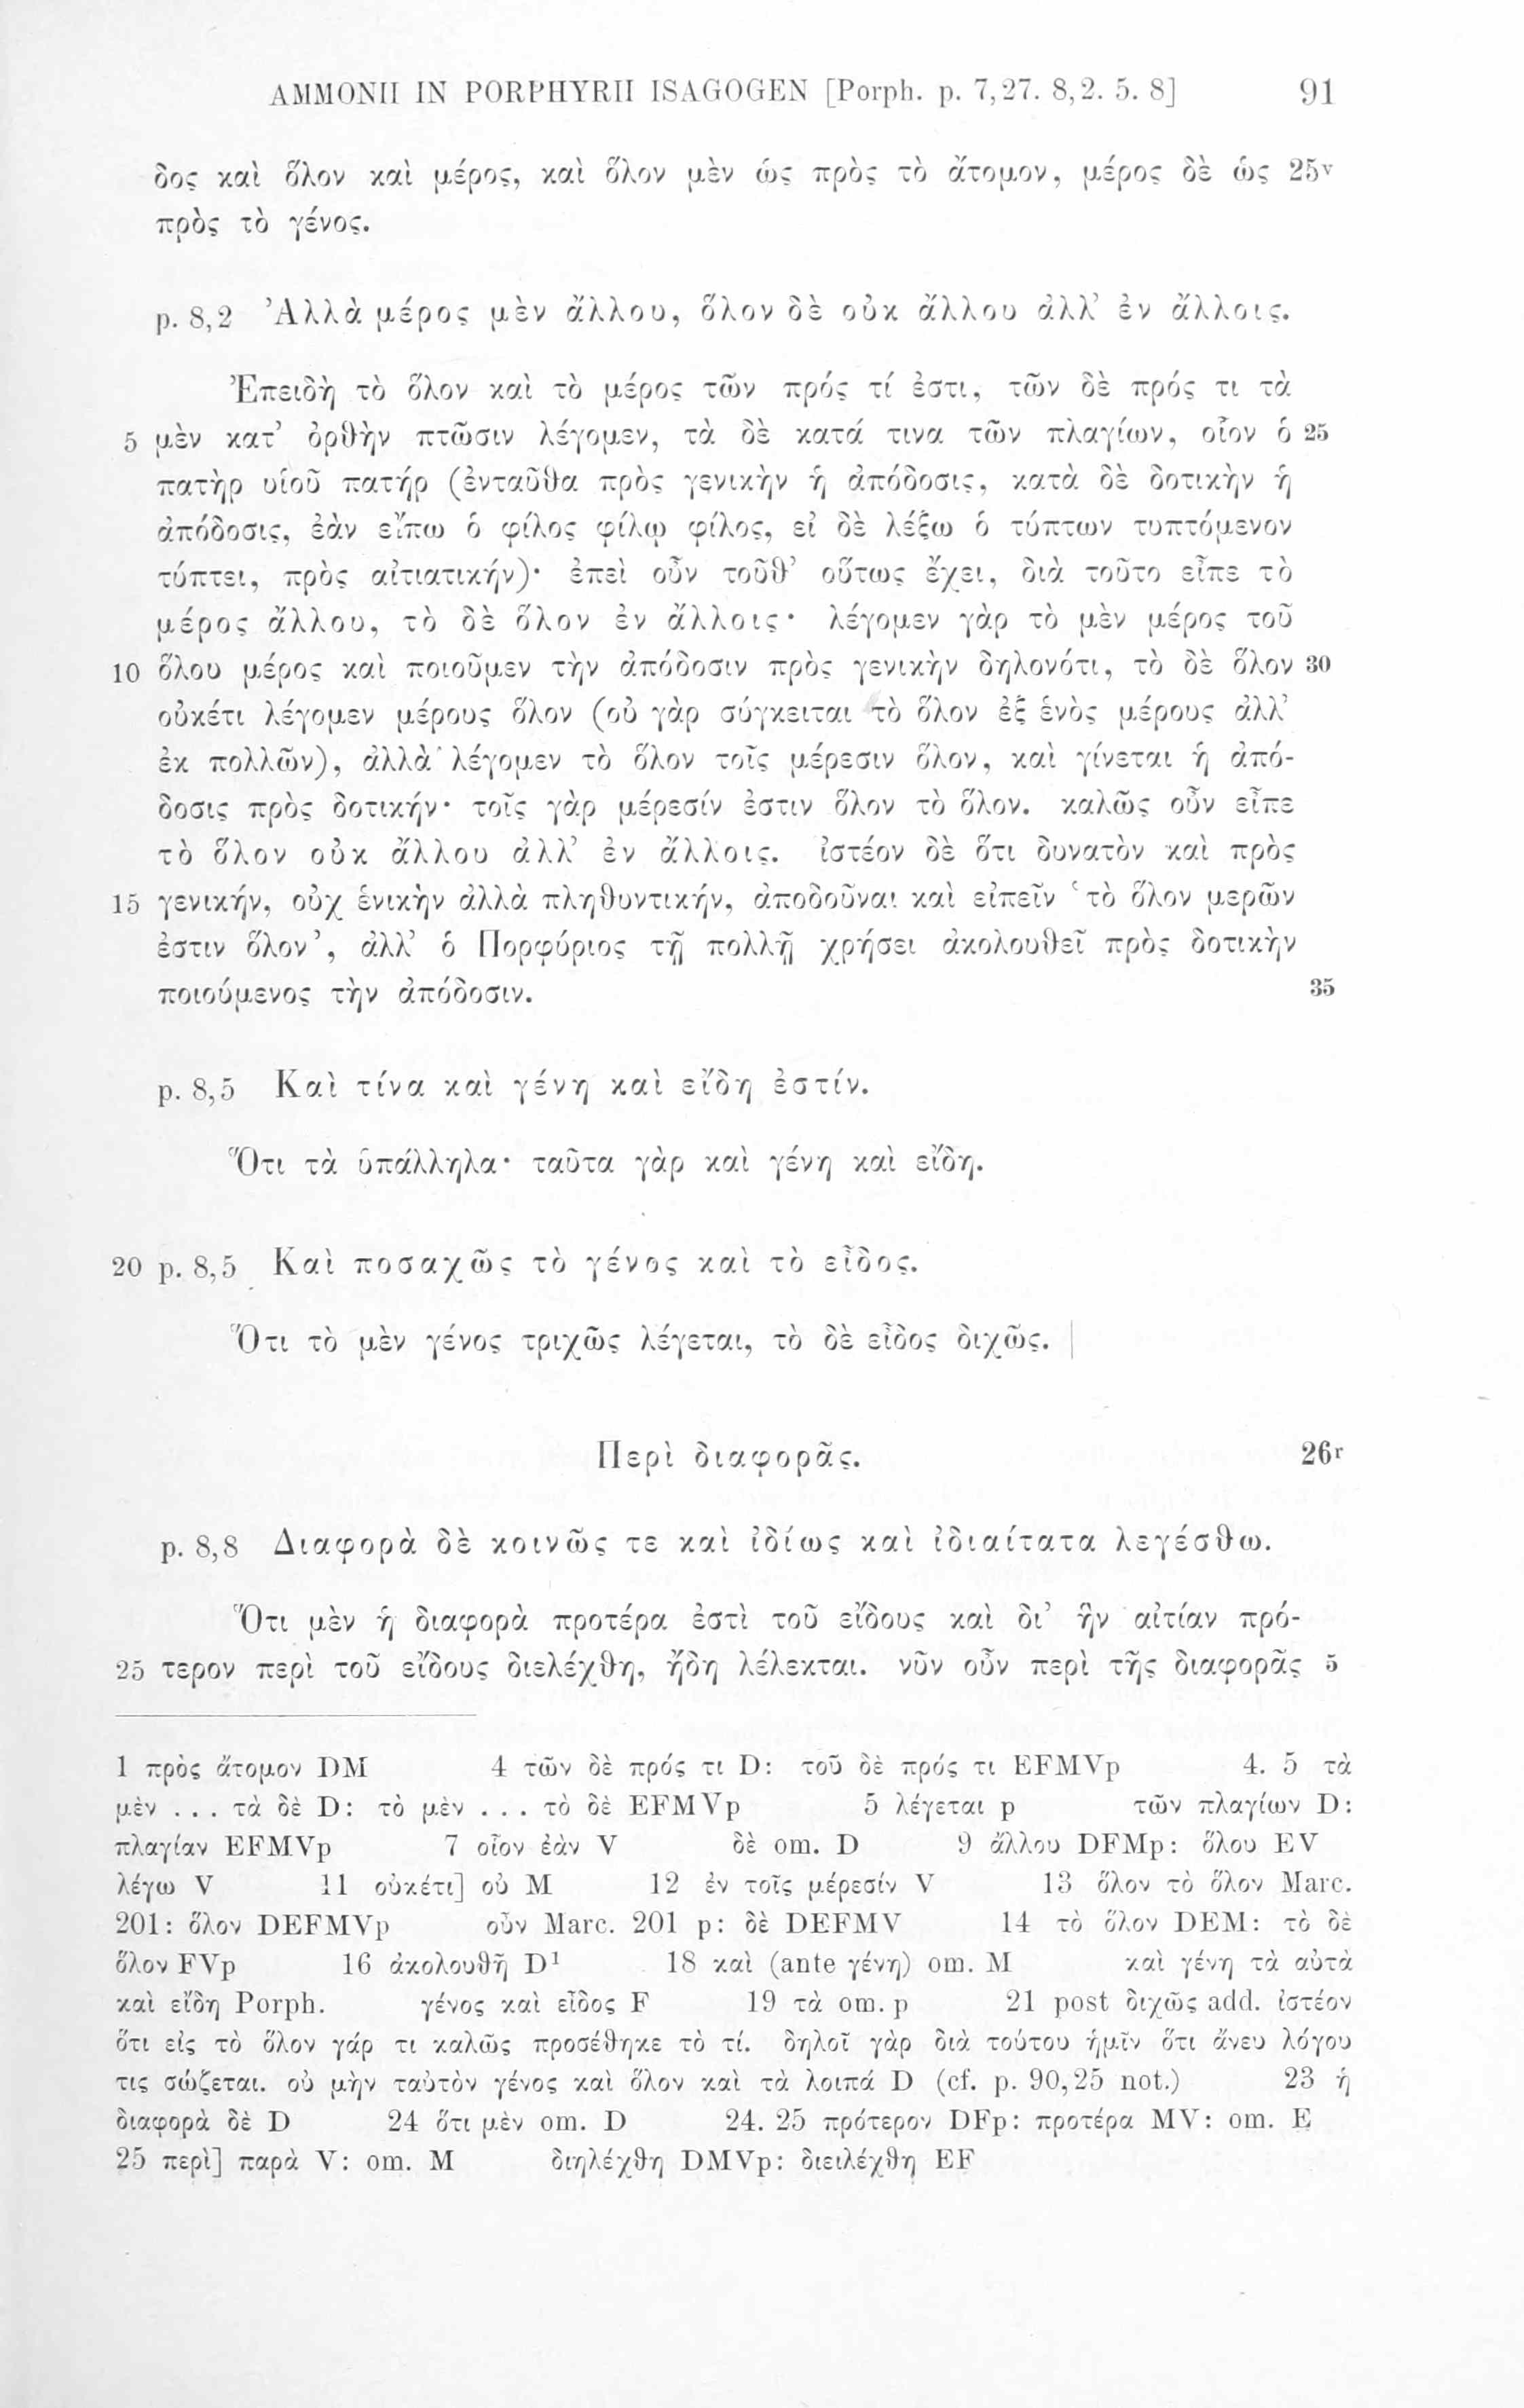 AMMONII IN PORPHYRII ISAGOGEN [Porph. p. 7,27. 8,2. 5. 8] 91
δος καὶ ὅλον καὶ μέρος, καὶ ὅλον μὲν ὡς πρὸς τὸ ἄτομον, μέρος δὲ ὡς 25v
πρὸς τὸ γένος.
p. 8,2 Ἀλλὰ μέρος μὲν ἄλλου, ὅλον δὲ οὐκ ἄλλου ἀλλ’ ἐν ἄλλοις.
Ἐπειδὴ τὸ ὅλον καὶ τὸ μέρος τῶν πρός τί ἐστι, τῶν δὲ πρός τι τὰ
5 μὲν κατ’ ὀρθὴν πτῶσιν λέγομεν, τὰ δὲ κατά τινα τῶν πλαγίων, οἷον ὁ 25
πατὴρ υἱοῦ πατήρ (ἐνταῦθα πρὸς γενικὴν ἡ ἀπόδοσις, κατὰ δὲ δοτικὴν ἡ
ἀπόδοσις, ἐὰν εἴπω ὁ φίλος φίλῳ φίλος, εἰ δὲ λέξω ὁ τύπτων τυπτόμενον
τύπτει, πρὸς αἰτιατικήν)· ἐπεὶ οὖν τοῦθ’ οὕτως ἔχει, διὰ τοῦτο εἶπε τὸ
μέρος ἄλλου, τὸ δὲ ὅλον ἐν ἄλλοις· λέγομεν γὰρ τὸ μὲν μέρος τοῦ
10 ὅλου μέρος καὶ ποιοῦμεν τὴν ἀπόδοσιν πρὸς γενικὴν δηλονότι, τὸ δὲ ὅλον 30
οὐκέτι λέγομεν μέρους ὅλον (οὐ γὰρ σύγκειται τὸ ὅλον ἐξ ἑνὸς μέρους ἀλλ’
ἐκ πολλῶν), ἀλλὰ λέγομεν τὸ ὅλον τοῖς μέρεσιν ὅλον, καὶ γίνεται ἡ ἀπό-
δοσις πρὸς δοτικήν· τοῖς γὰρ μέρεσίν ἐστιν ὅλον τὸ ὅλον. καλῶς οὖν εἶπε
τὸ ὅλον οὐκ ἄλλου ἀλλ’ ἐν ἄλλοις. ἰστέον δὲ ὅτι δυνατὸν καὶ πρὸς
15 γενικήν, οὐχ ἑνικὴν ἀλλὰ πληθυντικήν, ἀποδοῦναι καὶ εἰπεῖν ‘τὸ ὅλον μερῶν
ἐστιν ὅλον’, ἀλλ’ ὁ Πορφύριος τῇ πολλῇ χρήσει ἀκολουθεῖ πρὸς δοτικὴν
ποιούμενος τὴν ἀπόδοσιν. 35
p. 8,5 Καὶ τίνα καὶ γένη καὶ εἴδη ἐστίν.
Ὅτι τὰ ὑπάλληλα· ταῦτα γὰρ καὶ γένη καὶ εἴδη.
20 p. 8,5 Καὶ ποσαχῶς τὸ γένος καὶ τὸ εἶδος.
Ὅτι τὸ μὲν γένος τριχῶς λέγεται, τὸ δὲ εἶδος διχῶς. |
Περὶ διαφορᾶς. 26r
p. 8,8 Διαφορὰ δὲ κοινῶς τε καὶ ἰδίως καὶ ἰδιαίτατα λεγέσθω.
Ὅτι μὲν ἡ διαφορὰ προτέρα ἐστὶ τοῦ εἴδους καὶ δι’ ἣν αἰτίαν πρό-
25 τερον περὶ τοῦ εἴδους διελέχθη, ἤδη λέλεκται. νῦν οὖν περὶ τῆς διαφορᾶς 5
1 πρὸς ἄτομον DM 4 τῶν δὲ πρός τι D: τοῦ δὲ πρός τι EFMVp 4. 5 τὰ
μὲν . . . τὰ δὲ D: τὸ μὲν . . . τὸ δὲ EFMVp 5 λέγεται p τῶν πλαγίων D:
πλαγίαν EFMVp 7 οἷον ἐὰν V δὲ om. D 9 ἄλλου DFMp: ὅλου EV
λέγω V 11 οὐκέτι] οὐ M 12 ἐν τοῖς μέρεσίν V 13 ὅλον τὸ ὅλον Marc.
201: ὅλον DEFMVp οὖν Marc. 201 p: δὲ DEFMV 14 τὸ ὅλον DEM: τὸ δὲ
ὅλον FVp 16 ἀκολουθῇ D¹ 18 καὶ (ante γένη) om. M καὶ γένη τὰ αὐτὰ
καὶ εἴδη Porph. γένος καὶ εἶδος F 19 τὰ om. p 21 post διχῶς add. ἰστέον
ὅτι εἰς τὸ ὅλον γάρ τι καλῶς προσέθηκε τὸ τί. δηλοῖ γὰρ διὰ τούτου ἡμῖν ὅτι ἄνευ λόγου
τις σώζεται. οὐ μὴν ταὐτὸν γένος καὶ ὅλον καὶ τὰ λοιπά D (cf. p. 90,25 not.) 23 ἡ
διαφορὰ δὲ D 24 ὅτι μὲν om. D 24. 25 πρότερον DFp: προτέρα MV: om. E
25 περὶ] παρὰ V: om. M διηλέχθη DMVp: διειλέχθη EF